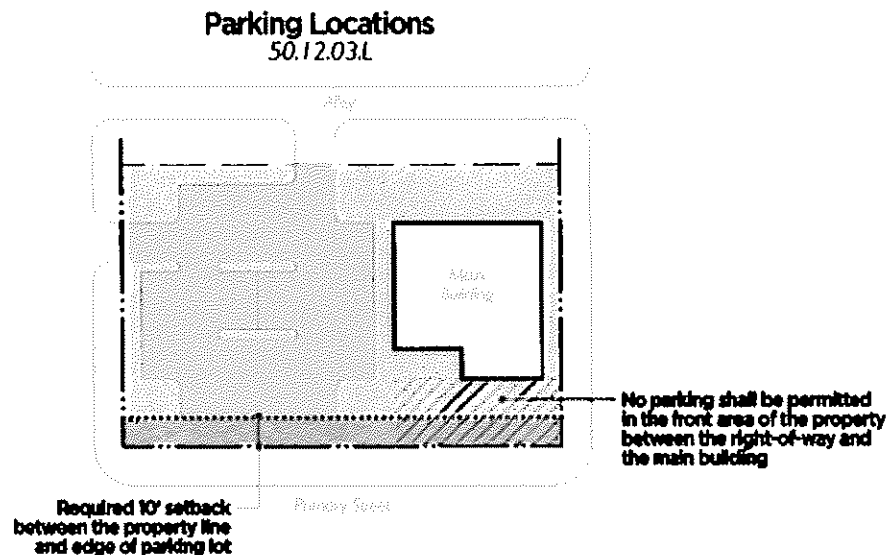 Parking Locations
50.12.03.L
Alley
Main
Building
No parking shall be permitted
in the front area of the property
between the right-of-way and
the main building
Required 10' setback
between the property line
and edge of parking lot
Primary Street